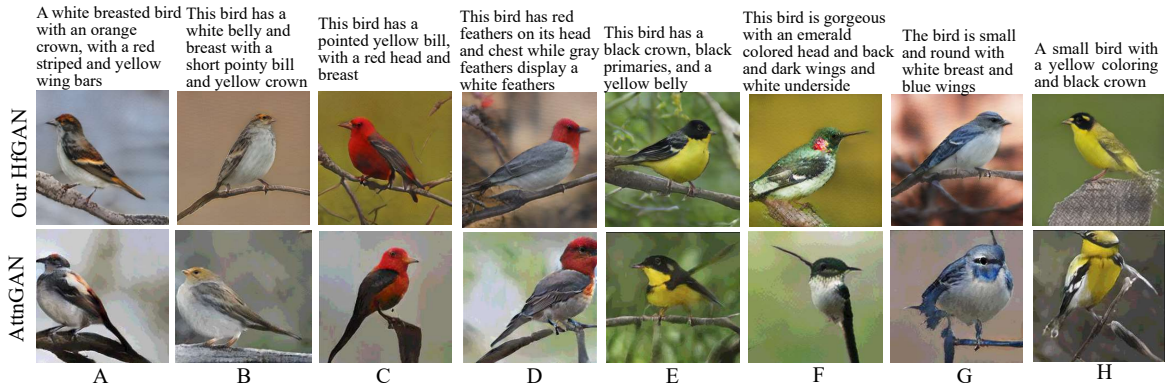 A white breasted bird
with an orange
crown, with a red
striped and yellow
wing bars
This bird has a
white belly and
breast with a
short pointy bill
and yellow crown
This bird has a
pointed yellow bill,
with a red head and
breast
This bird has red
feathers on its head
and chest while gray
feathers display a
white feathers
This bird has a
black crown, black
primaries, and a
yellow belly
This bird is gorgeous
with an emerald
colored head and back
and dark wings and
white underside
The bird is small
and round with
white breast and
blue wings
A small bird with
a yellow coloring
and black crown
Our HfGAN
AttnGAN
A B C D E F G H